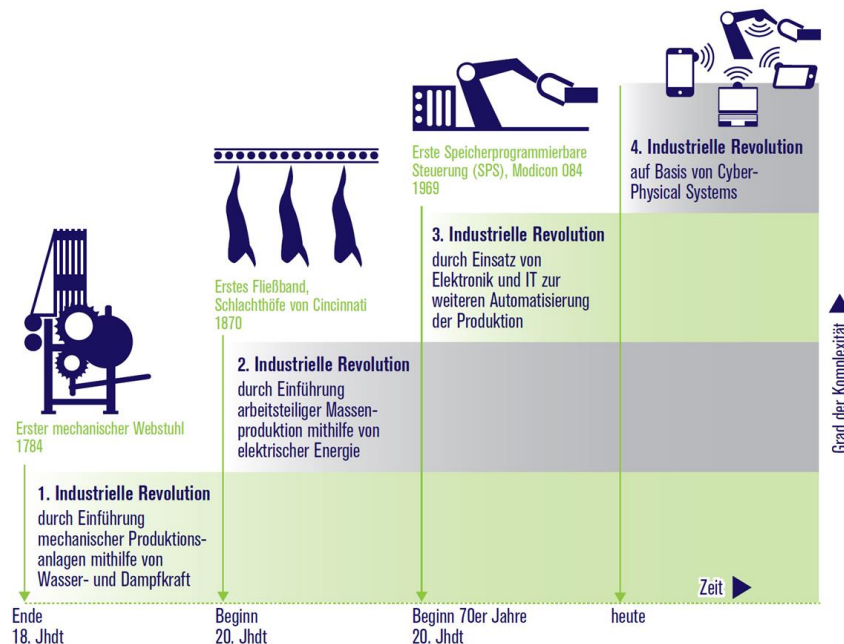 Erster mechanischer Webstuhl
1784
1. Industrielle Revolution
durch Einführung
mechanischer Produktions-
anlagen mithilfe von
Wasser- und Dampfkraft
Ende
18. Jhdt
Erstes Fließband,
Schlachthöfe von Cincinnati
1870
2. Industrielle Revolution
durch Einführung
arbeitsteiliger Massen-
produktion mithilfe von
elektrischer Energie
Beginn
20. Jhdt
Erste Speicherprogrammierbare
Steuerung (SPS), Modicon 084
1969
3. Industrielle Revolution
durch Einsatz von
Elektronik und IT zur
weiteren Automatisierung
der Produktion
Beginn 70er Jahre
20. Jhdt
4. Industrielle Revolution
auf Basis von Cyber-
Physical Systems
heute
Zeit
Grad der Komplexität